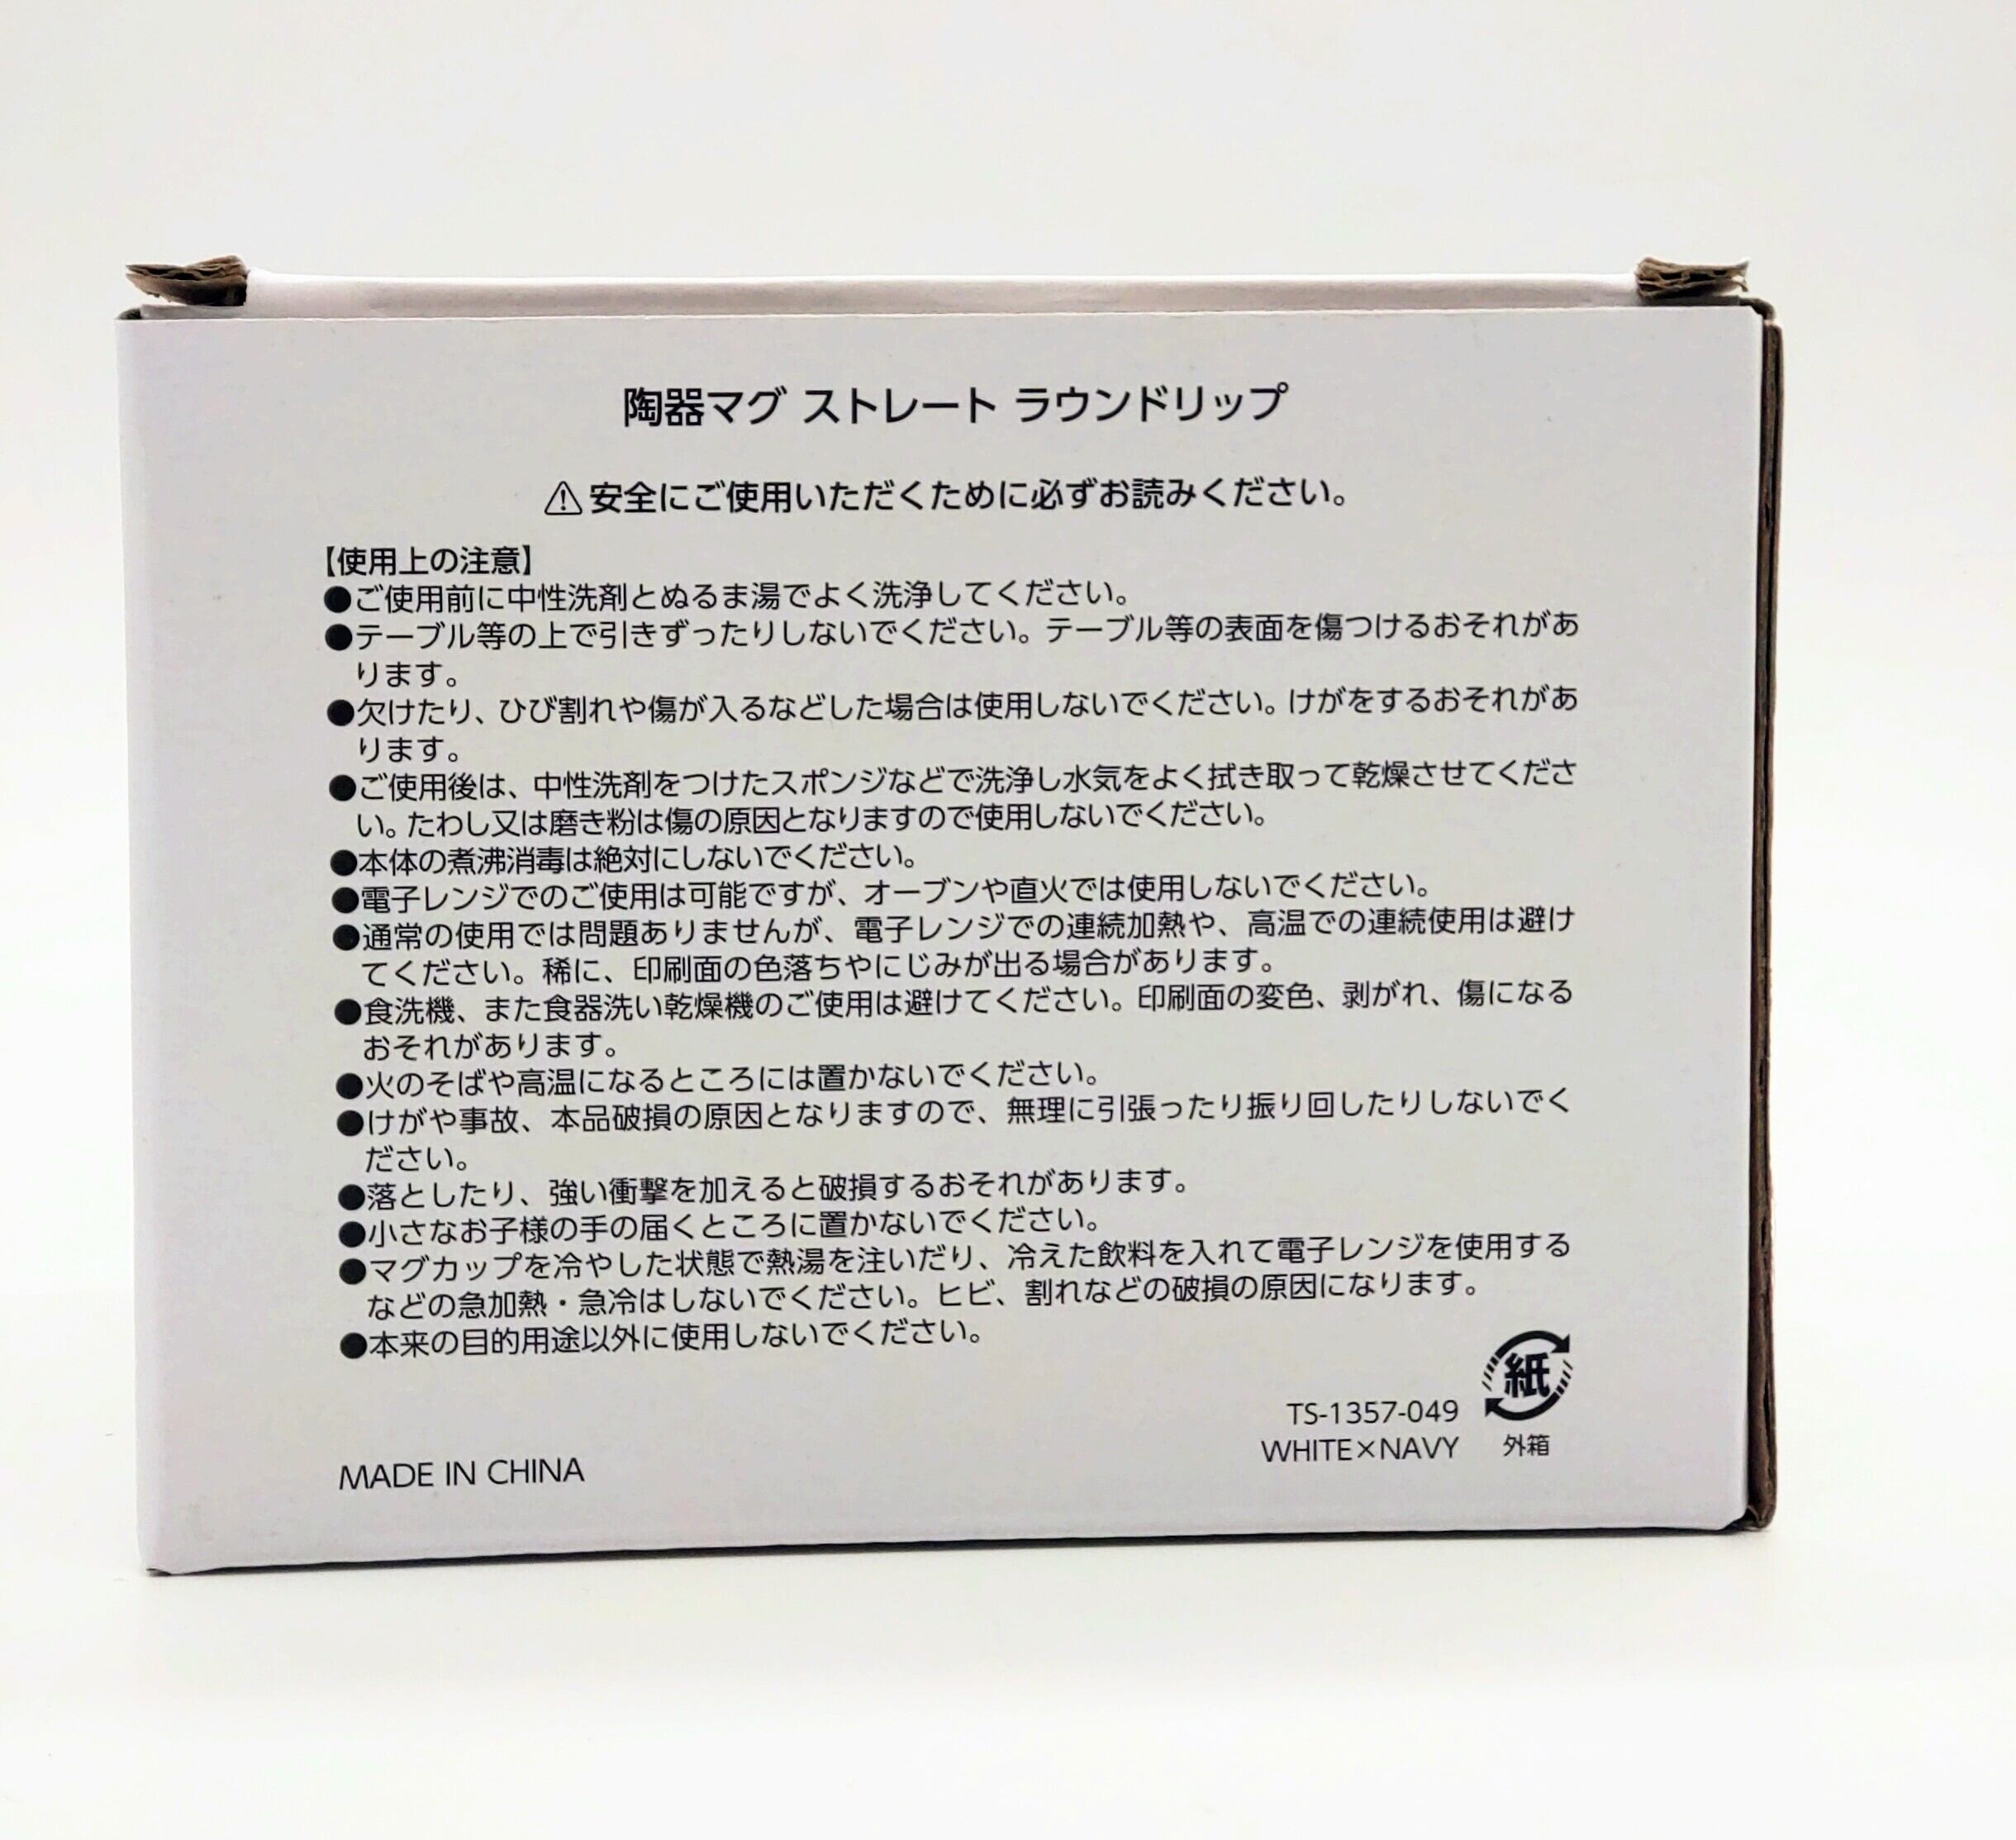 陶器マグ ストレート ラウンドリップ
⚠安全にご使用いただくために必ずお読みください。
【使用上の注意】
●ご使用前に中性洗剤とぬるま湯でよく洗浄してください。
●テーブル等の上で引きずったりしないでください。テーブル等の表面を傷つけるおそれがあ
ります。
●欠けたり、ひび割れや傷が入るなどした場合は使用しないでください。けがをするおそれがあ
ります。
●ご使用後は、中性洗剤をつけたスポンジなどで洗浄し水気をよく拭き取って乾燥させてくださ
い。たわし又は磨き粉は傷の原因となりますので使用しないでください。
●本体の煮沸消毒は絶対にしないでください。
●電子レンジでのご使用は可能ですが、オーブンや直火では使用しないでください。
●通常の使用では問題ありませんが、電子レンジでの連続加熱や、高温での連続使用は避け
てください。稀に、印刷面の色落ちやにじみが出る場合があります。
●食洗機、また食器洗い乾燥機のご使用は避けてください。印刷面の変色、剥がれ、傷になる
おそれがあります。
●火のそばや高温になるところには置かないでください。
●けがや事故、本品破損の原因となりますので、無理に引張ったり振り回したりしないでく
ださい。
●落としたり、強い衝撃を加えると破損するおそれがあります。
●小さなお子様の手の届くところに置かないでください。
●マグカップを冷やした状態で熱湯を注いだり、冷えた飲料を入れて電子レンジを使用する
などの急加熱・急冷はしないでください。ヒビ、割れなどの破損の原因になります。
●本来の目的用途以外に使用しないでください。
紙
外箱
TS-1357-049
WHITE×NAVY
MADE IN CHINA